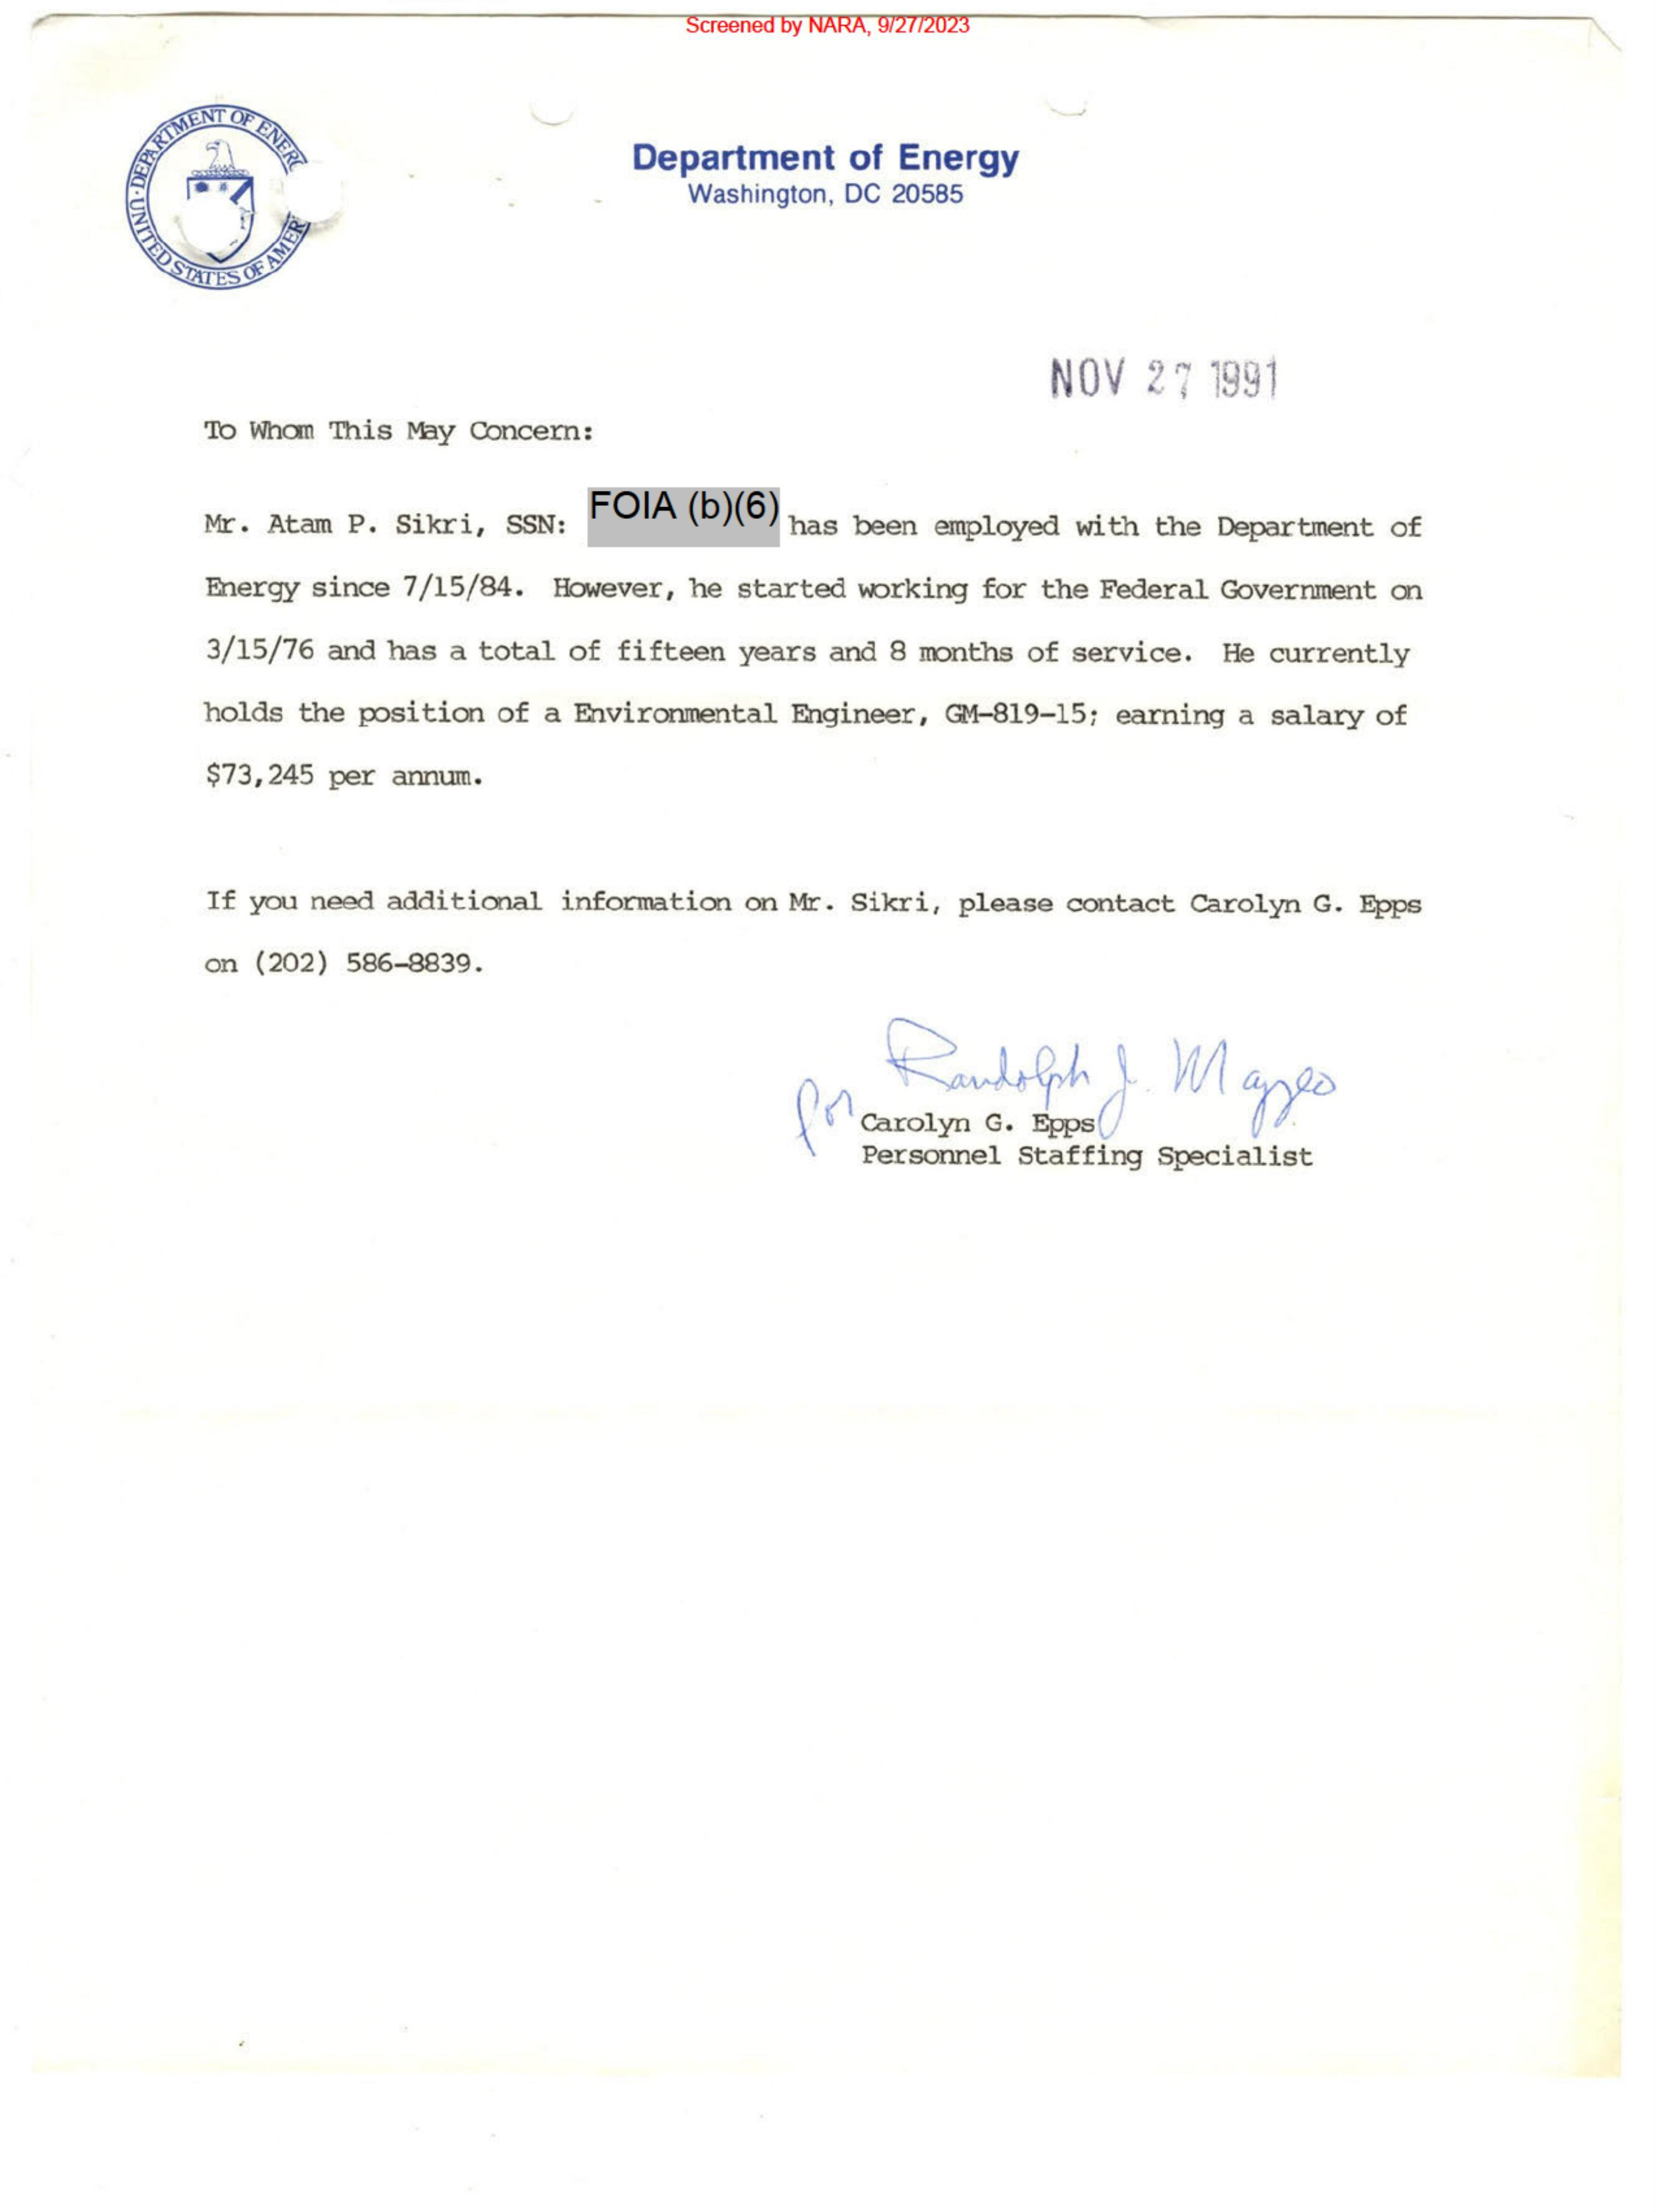 Screened by NARA, 9/27/2023
UNITED STATES OF AMER
DEPARTMENT OF ENERG
Department of Energy
Washington, DC 20585
NOV 27 1991
To Whom This May Concern:
Mr. Atam P. Sikri, SSN: FOIA (b)(6) has been employed with the Department of
Energy since 7/15/84. However, he started working for the Federal Government on
3/15/76 and has a total of fifteen years and 8 months of service. He currently
holds the position of a Environmental Engineer, GM-819-15; earning a salary of
$73,245 per annum.
If you need additional information on Mr. Sikri, please contact Carolyn G. Epps
on (202) 586-8839.
Randolph J. Mazzeo
for Carolyn G. Epps
Personnel Staffing Specialist